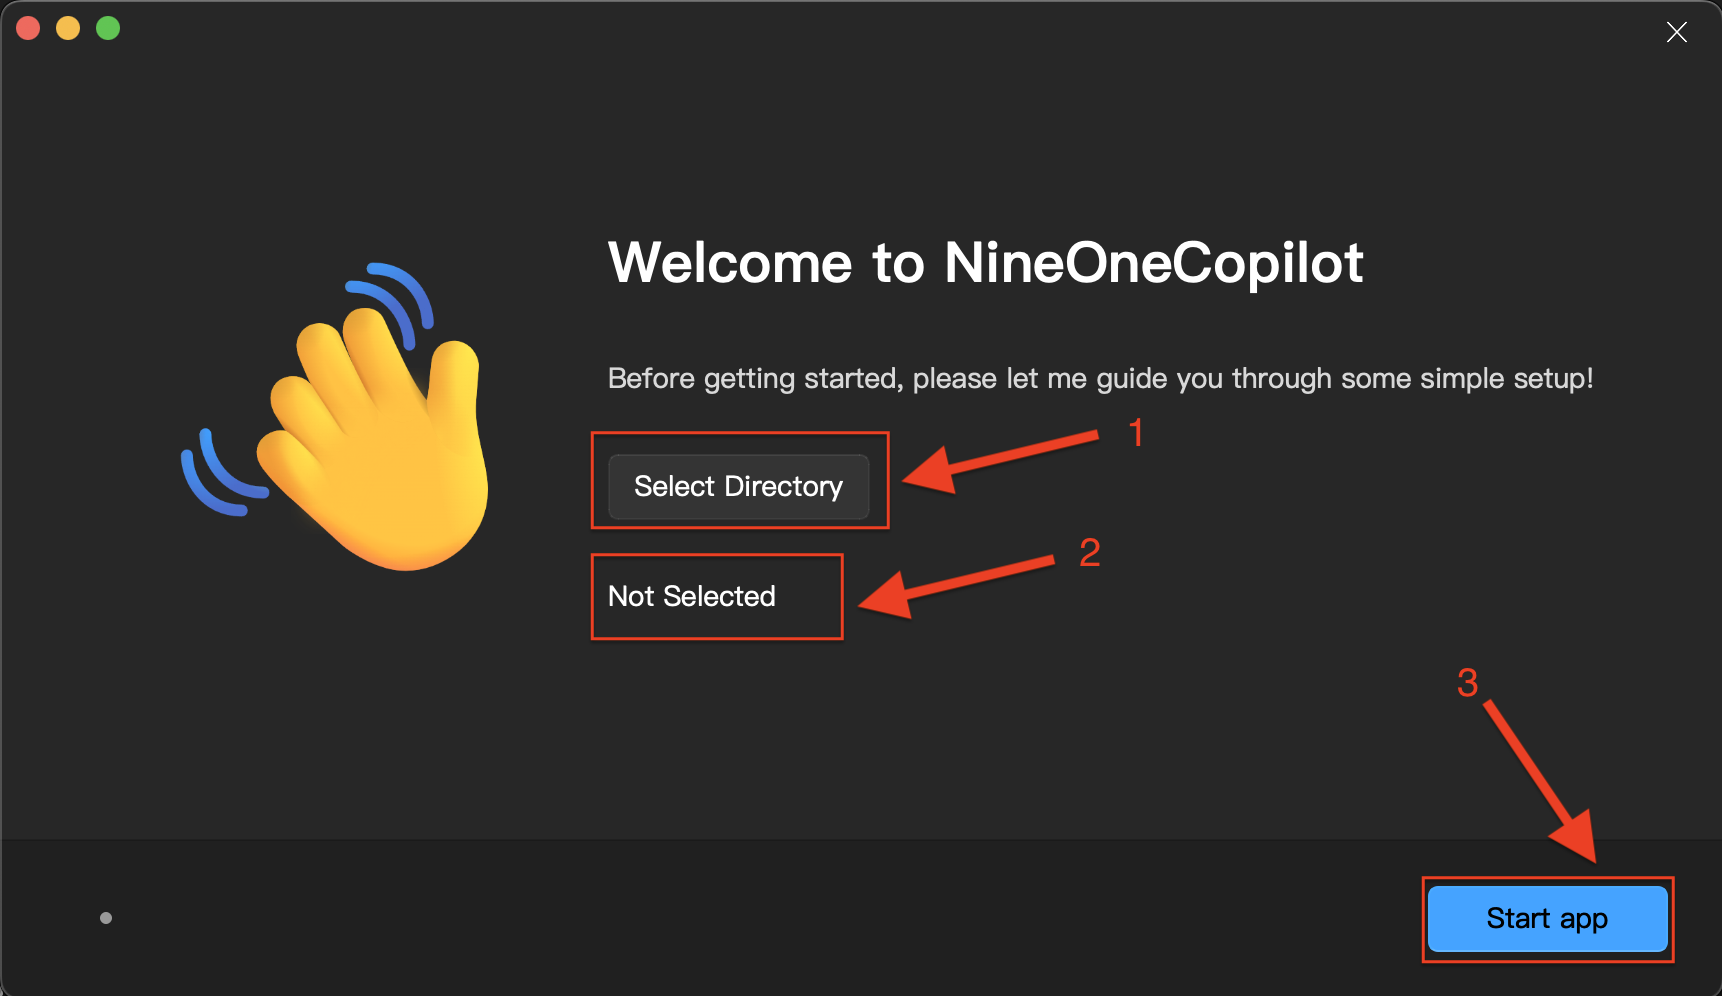 Welcome to NineOneCopilot
Before getting started, please let me guide you through some simple setup!
1
Select Directory
2
Not Selected
3
Start app